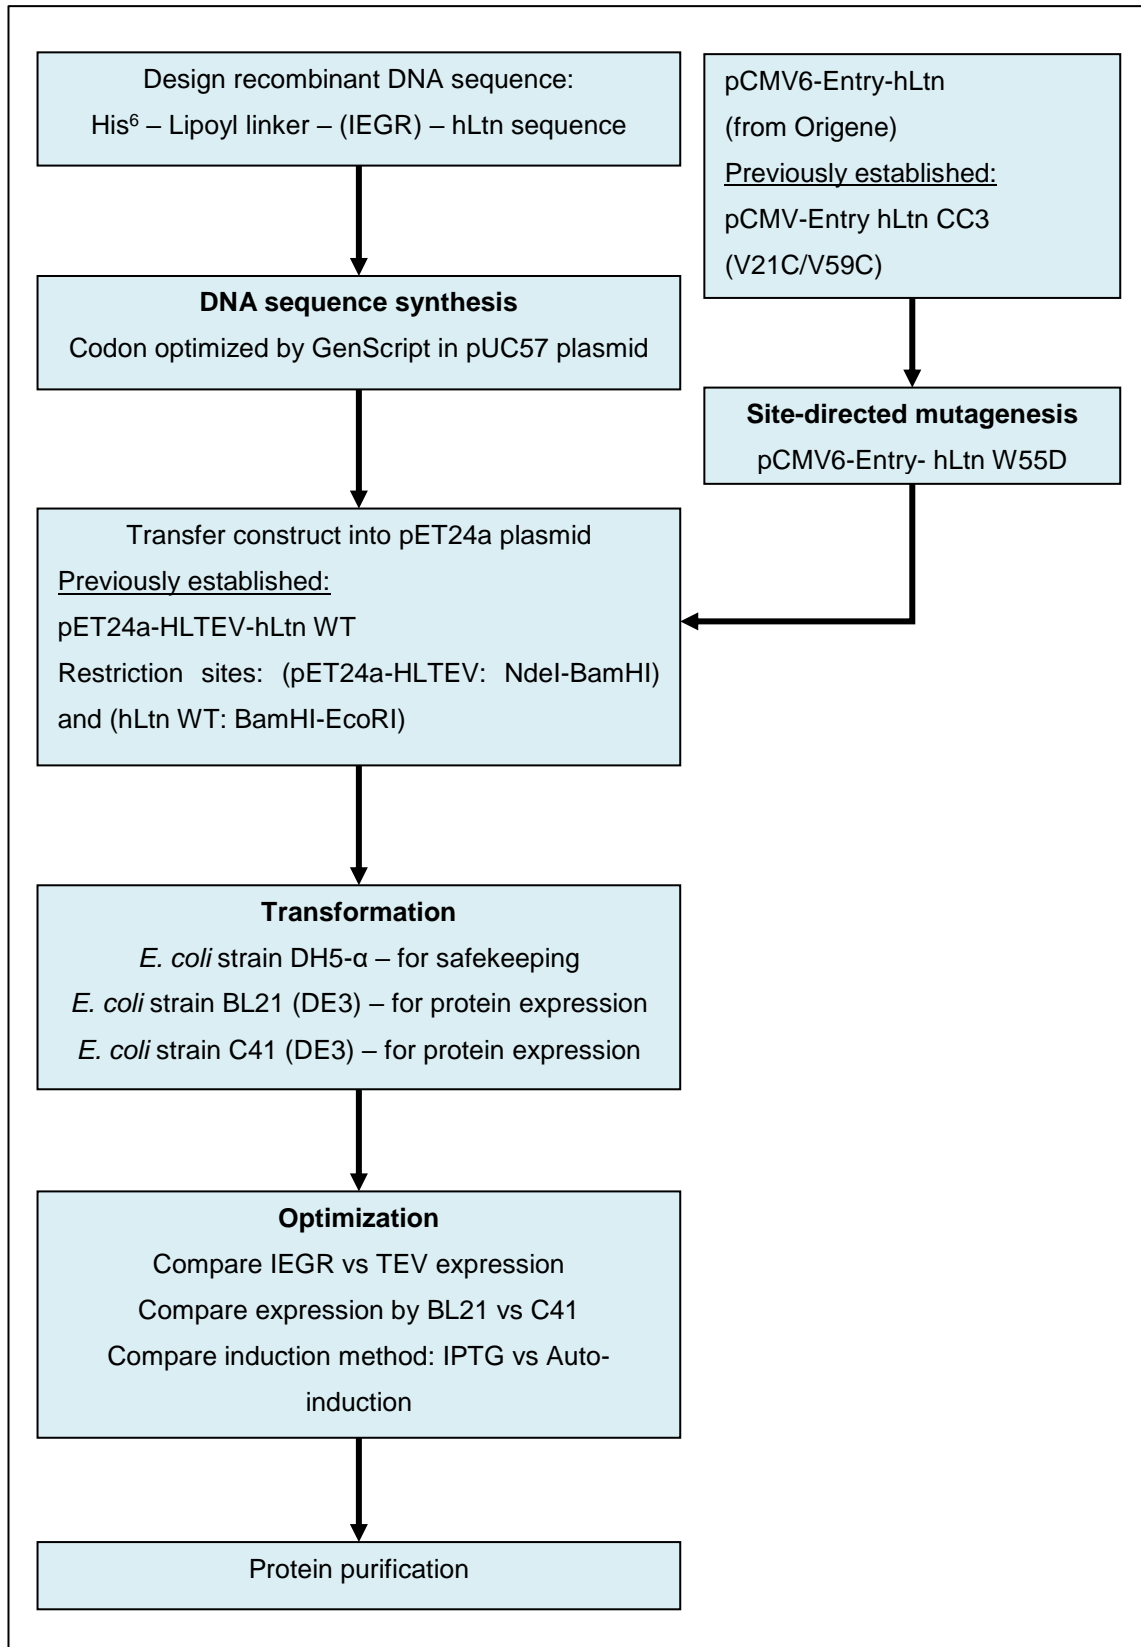 Design recombinant DNA sequence:
His⁶ – Lipoyl linker – (IEGR) – hLtn sequence
pCMV6-Entry-hLtn
(from Origene)
Previously established:
pCMV-Entry hLtn CC3
(V21C/V59C)
DNA sequence synthesis
Codon optimized by GenScript in pUC57 plasmid
Site-directed mutagenesis
pCMV6-Entry- hLtn W55D
Transfer construct into pET24a plasmid
Previously established:
pET24a-HLTEV-hLtn WT
Restriction sites: (pET24a-HLTEV: NdeI-BamHI)
and (hLtn WT: BamHI-EcoRI)
Transformation
E. coli strain DH5-α – for safekeeping
E. coli strain BL21 (DE3) – for protein expression
E. coli strain C41 (DE3) – for protein expression
Optimization
Compare IEGR vs TEV expression
Compare expression by BL21 vs C41
Compare induction method: IPTG vs Auto-
induction
Protein purification